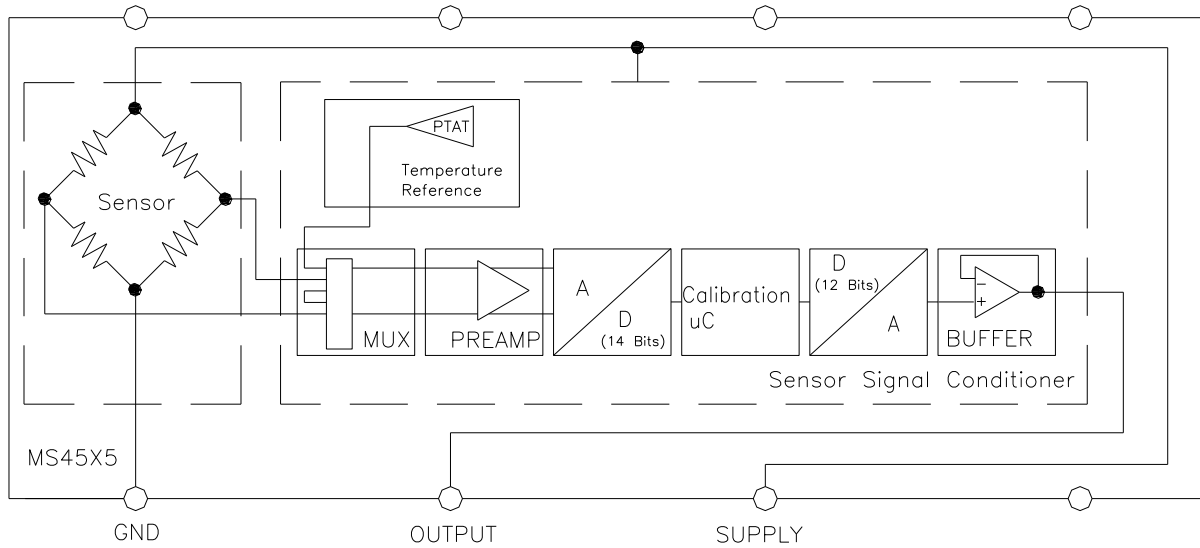 PTAT
Temperature
Reference
Sensor
MUX
PREAMP
A
D
(14 Bits)
Calibration
uC
D
(12 Bits)
A
-
+
BUFFER
Sensor Signal Conditioner
MS45X5
GND
OUTPUT
SUPPLY